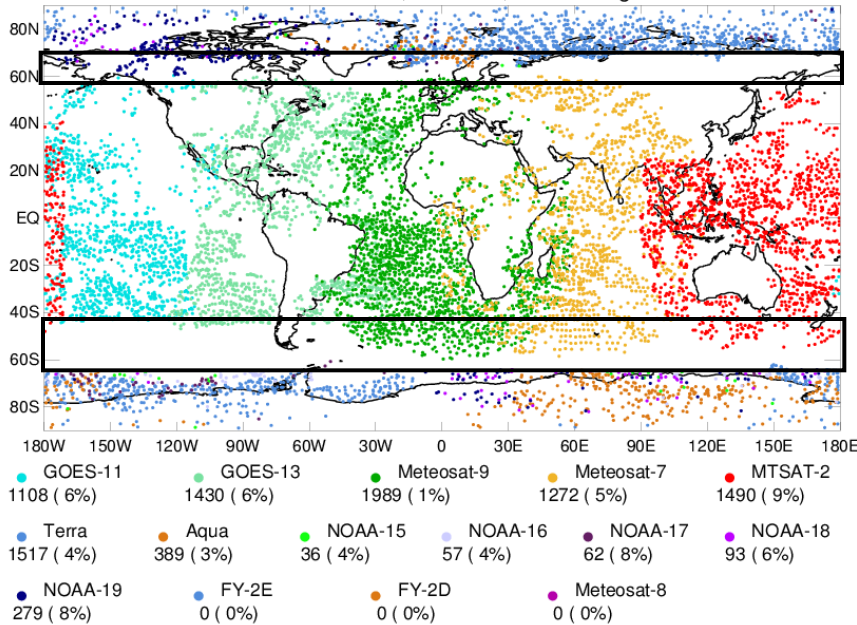 80N
60N
40N
20N
EQ
20S
40S
60S
80S
180W 150W 120W 90W 60W 30W 0 30E 60E 90E 120E 150E 180E
GOES-11 GOES-13 Meteosat-9 Meteosat-7 MTSAT-2
1108 ( 6%) 1430 ( 6%) 1989 ( 1%) 1272 ( 5%) 1490 ( 9%)
Terra Aqua NOAA-15 NOAA-16 NOAA-17 NOAA-18
1517 ( 4%) 389 ( 3%) 36 ( 4%) 57 ( 4%) 62 ( 8%) 93 ( 6%)
NOAA-19 FY-2E FY-2D Meteosat-8
279 ( 8%) 0 ( 0%) 0 ( 0%) 0 ( 0%)